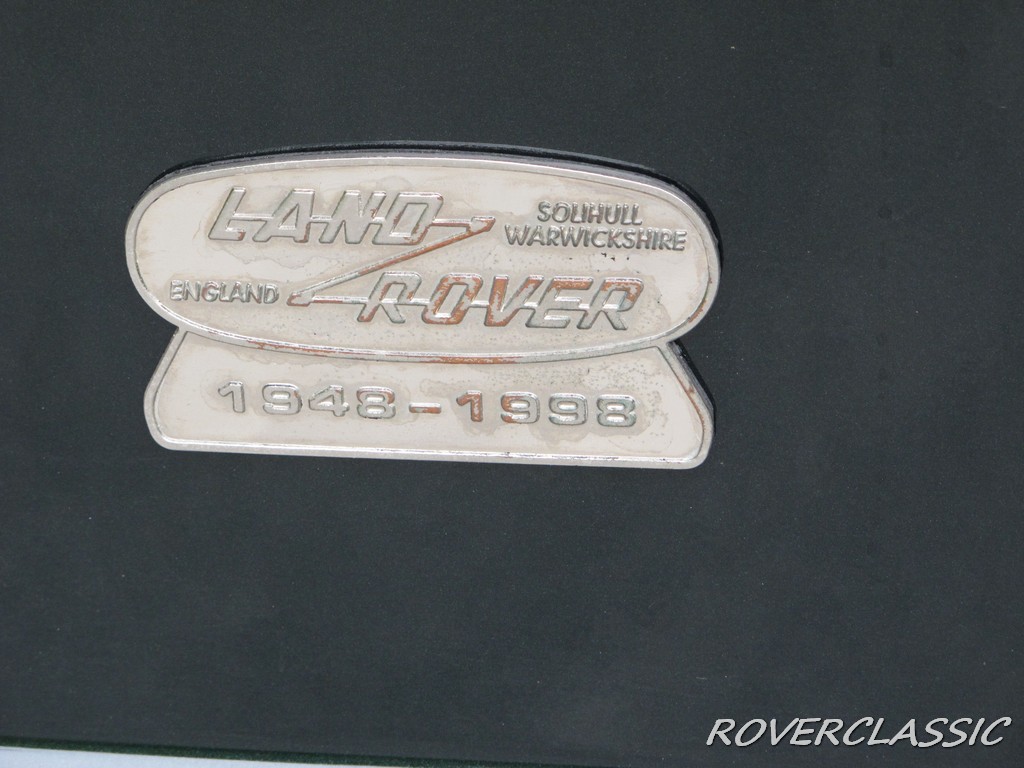 LAND
SOLIHULL
WARWICKSHIRE
ENGLAND
ROVER
1948-1998
ROVERCLASSIC